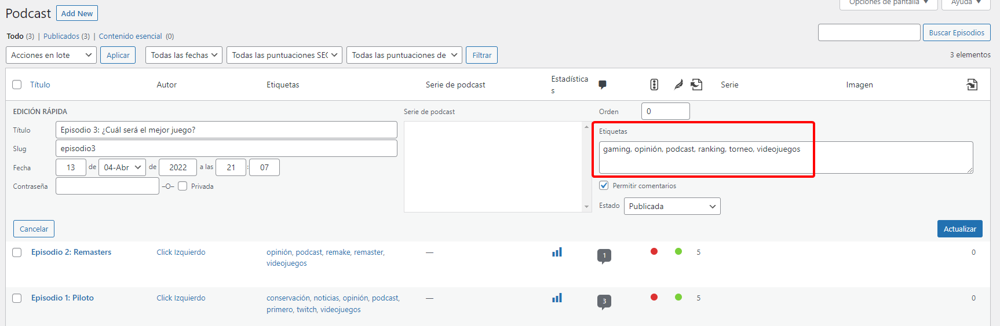 Podcast Add New
Opciones de pantalla ▼ Ayuda ▼
Todo (3) | Publicados (3) | Contenido esencial (0)
Buscar Episodios
Acciones en lote Aplicar Todas las fechas Todas las puntuaciones SEO Todas las puntuaciones de Filtrar
3 elementos
Título Autor Etiquetas Serie de podcast Estadísticas Serie Imagen
EDICIÓN RÁPIDA
Título Episodio 3: ¿Cuál será el mejor juego?
Slug episodio3
Fecha 13 de 04-Abr de 2022 a las 21 : 07
Contraseña –O– Privada
Serie de podcast
Orden 0
Etiquetas
gaming, opinión, podcast, ranking, torneo, videojuegos
Permitir comentarios
Estado Publicada
Cancelar Actualizar
Episodio 2: Remasters Click Izquierdo opinión, podcast, remake, remaster, videojuegos — 1 5 0
Episodio 1: Piloto Click Izquierdo conservación, noticias, opinión, podcast, primero, twitch, videojuegos — 3 5 0